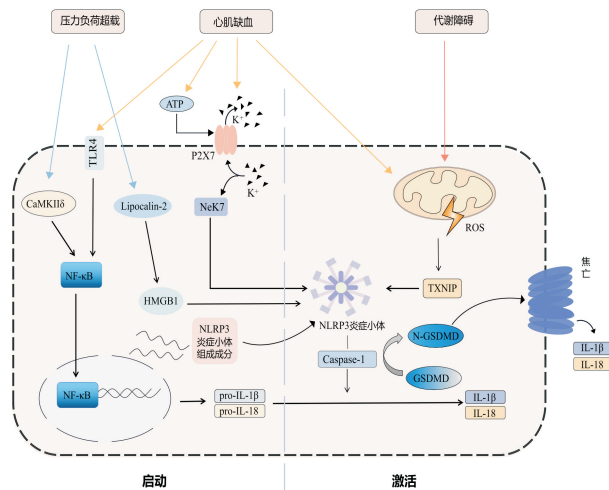 压力负荷超载
心肌缺血
代谢障碍
ATP
K⁺
TLR4
P2X7
K⁺
CaMKIIδ
Lipocalin-2
NeK7
ROS
NF-κB
HMGB1
TXNIP
焦亡
NLRP3
炎症小体
组成成分
NLRP3炎症小体
N-GSDMD
Caspase-1
GSDMD
IL-1β
IL-18
NF-κB
pro-IL-1β
pro-IL-18
IL-1β
IL-18
启动
激活